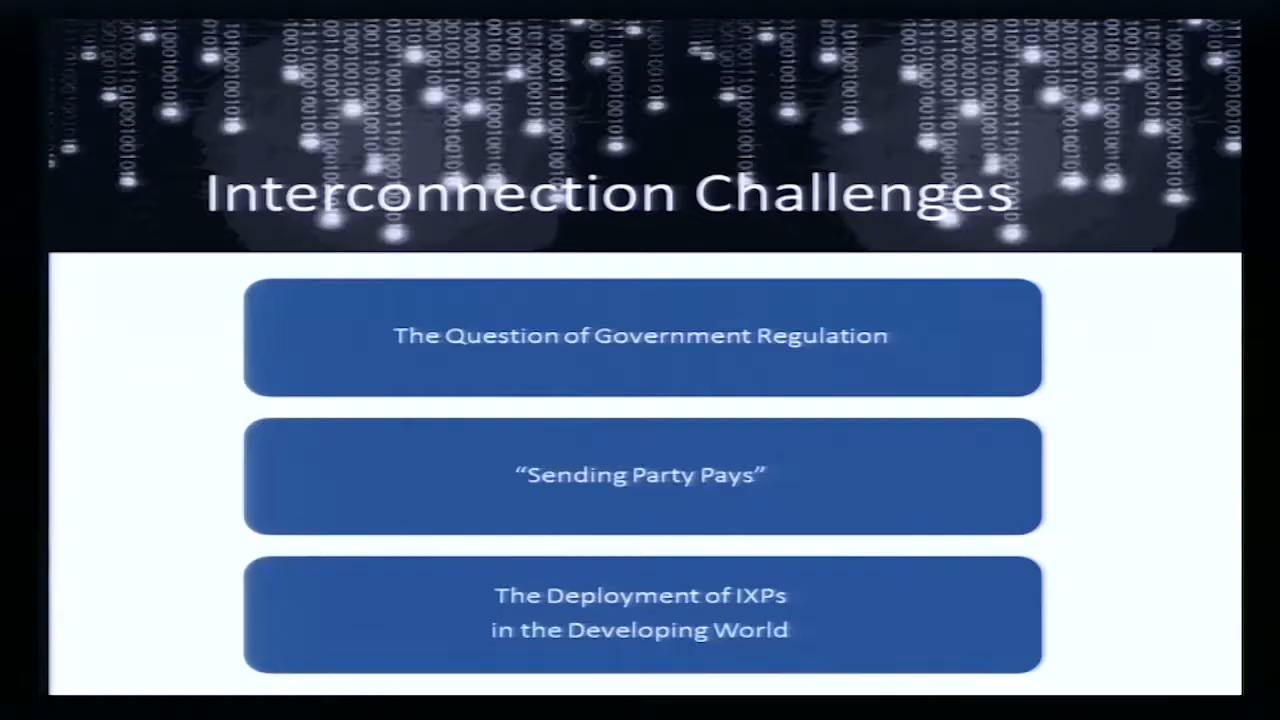 Interconnection Challenges
The Question of Government Regulation
“Sending Party Pays”
The Deployment of IXPs
in the Developing World